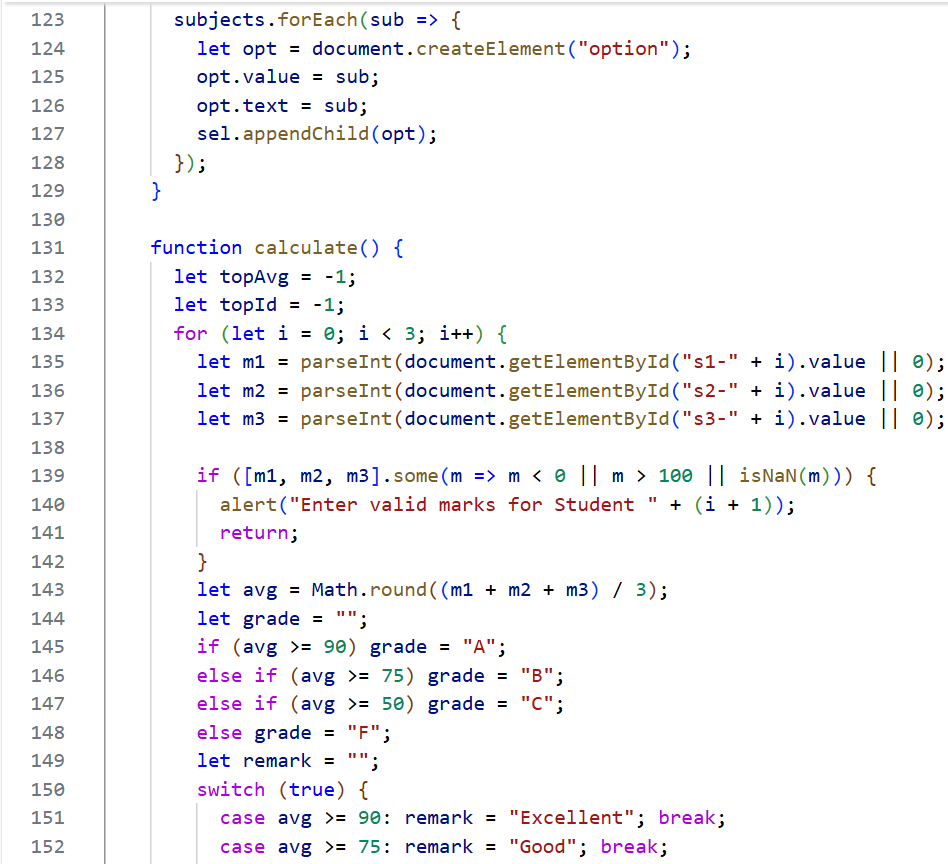 123 subjects.forEach(sub => {
124 let opt = document.createElement("option");
125 opt.value = sub;
126 opt.text = sub;
127 sel.appendChild(opt);
128 });
129 }
130
131 function calculate() {
132 let topAvg = -1;
133 let topId = -1;
134 for (let i = 0; i < 3; i++) {
135 let m1 = parseInt(document.getElementById("s1-" + i).value || 0);
136 let m2 = parseInt(document.getElementById("s2-" + i).value || 0);
137 let m3 = parseInt(document.getElementById("s3-" + i).value || 0);
138
139 if ([m1, m2, m3].some(m => m < 0 || m > 100 || isNaN(m))) {
140 alert("Enter valid marks for Student " + (i + 1));
141 return;
142 }
143 let avg = Math.round((m1 + m2 + m3) / 3);
144 let grade = "";
145 if (avg >= 90) grade = "A";
146 else if (avg >= 75) grade = "B";
147 else if (avg >= 50) grade = "C";
148 else grade = "F";
149 let remark = "";
150 switch (true) {
151 case avg >= 90: remark = "Excellent"; break;
152 case avg >= 75: remark = "Good"; break;